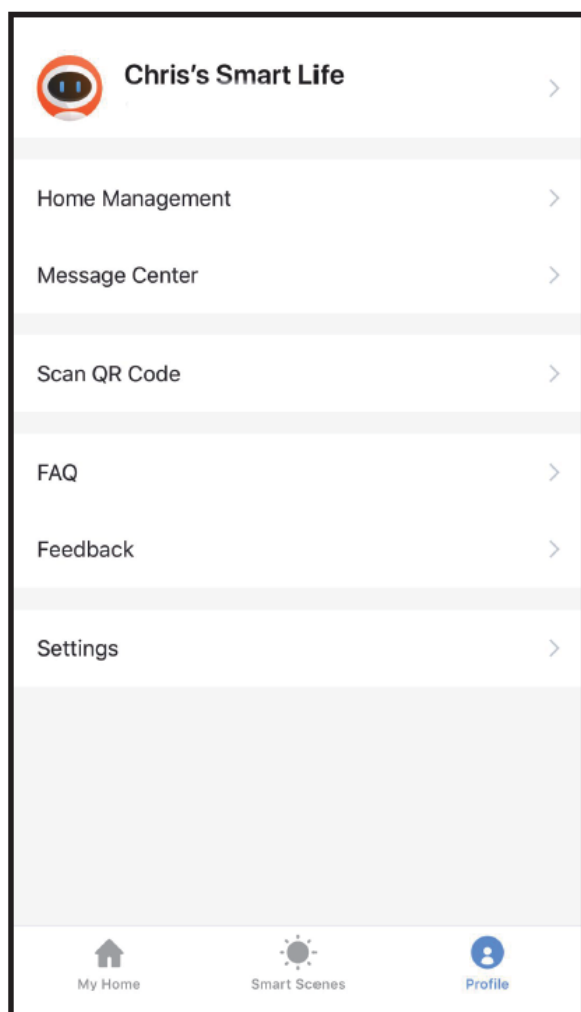 Chris's Smart Life
Home Management
Message Center
Scan QR Code
FAQ
Feedback
Settings
My Home
Smart Scenes
Profile